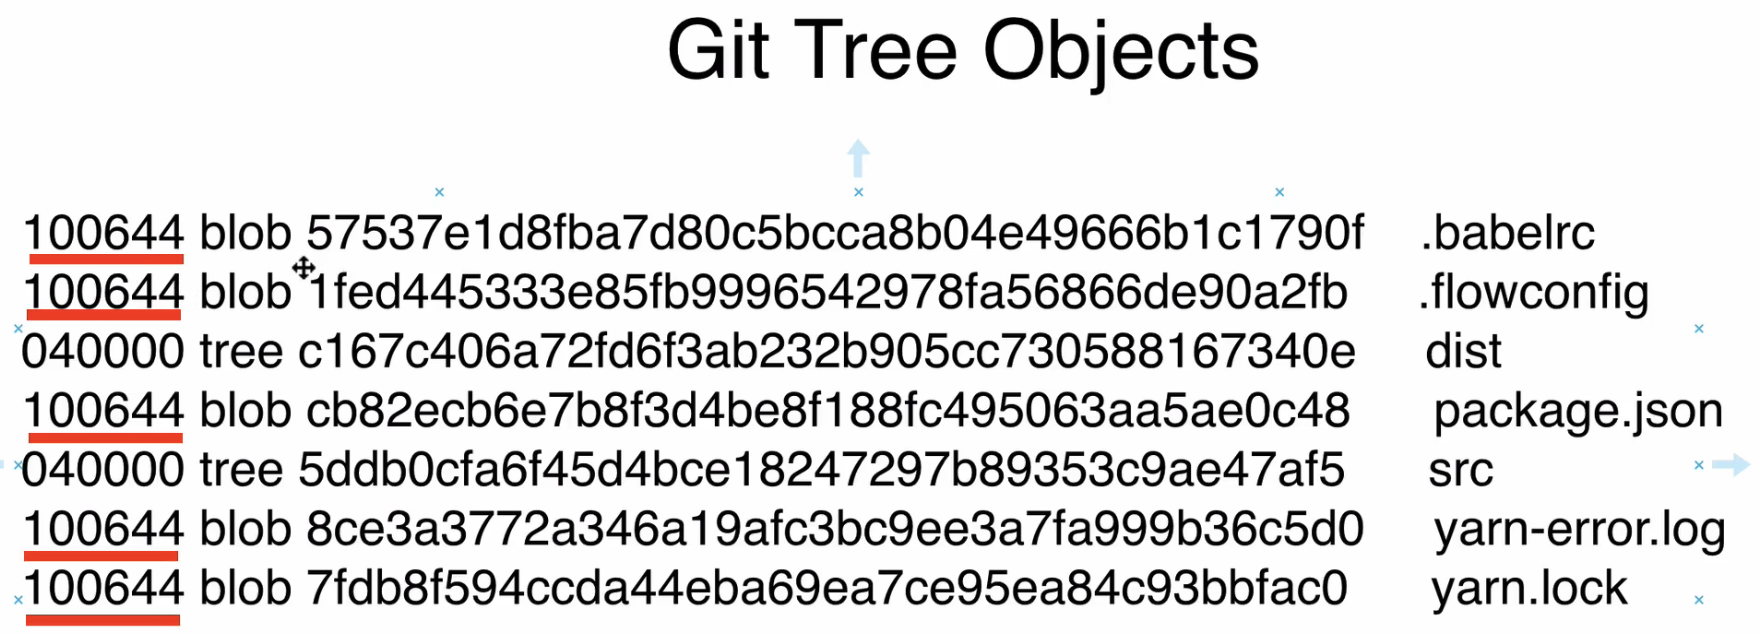 Git Tree Objects
100644 blob 57537e1d8fba7d80c5bcca8b04e49666b1c1790f .babelrc
100644 blob 1fed445333e85fb9996542978fa56866de90a2fb .flowconfig
040000 tree c167c406a72fd6f3ab232b905cc730588167340e dist
100644 blob cb82ecb6e7b8f3d4be8f188fc495063aa5ae0c48 package.json
040000 tree 5ddb0cfa6f45d4bce18247297b89353c9ae47af5 src
100644 blob 8ce3a3772a346a19afc3bc9ee3a7fa999b36c5d0 yarn-error.log
100644 blob 7fdb8f594ccda44eba69ea7ce95ea84c93bbfac0 yarn.lock